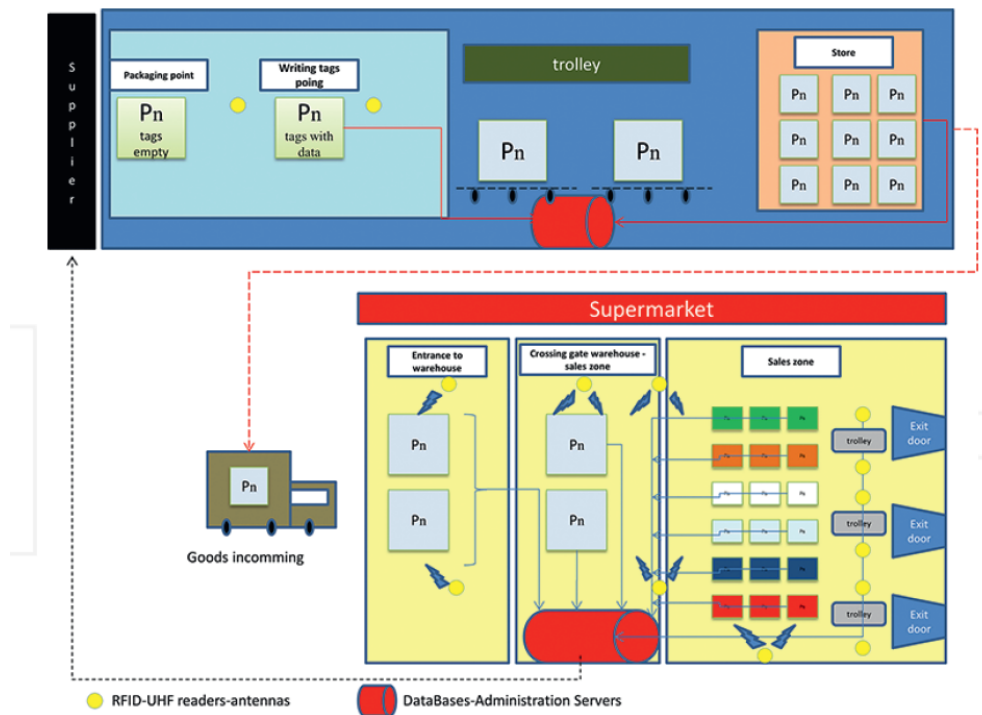 Supplier
Packaging point
Pn
tags
empty
Writing tags
poing
Pn
tags with
data
trolley
Pn
Pn
Store
Pn Pn Pn
Pn Pn Pn
Pn Pn Pn
Supermarket
Entrance to
warehouse
Pn
Pn
Crossing gate warehouse -
sales zone
Pn
Pn
Sales zone
trolley
Exit
door
trolley
Exit
door
trolley
Exit
door
Pn
Goods incomming
RFID-UHF readers-antennas
DataBases-Administration Servers